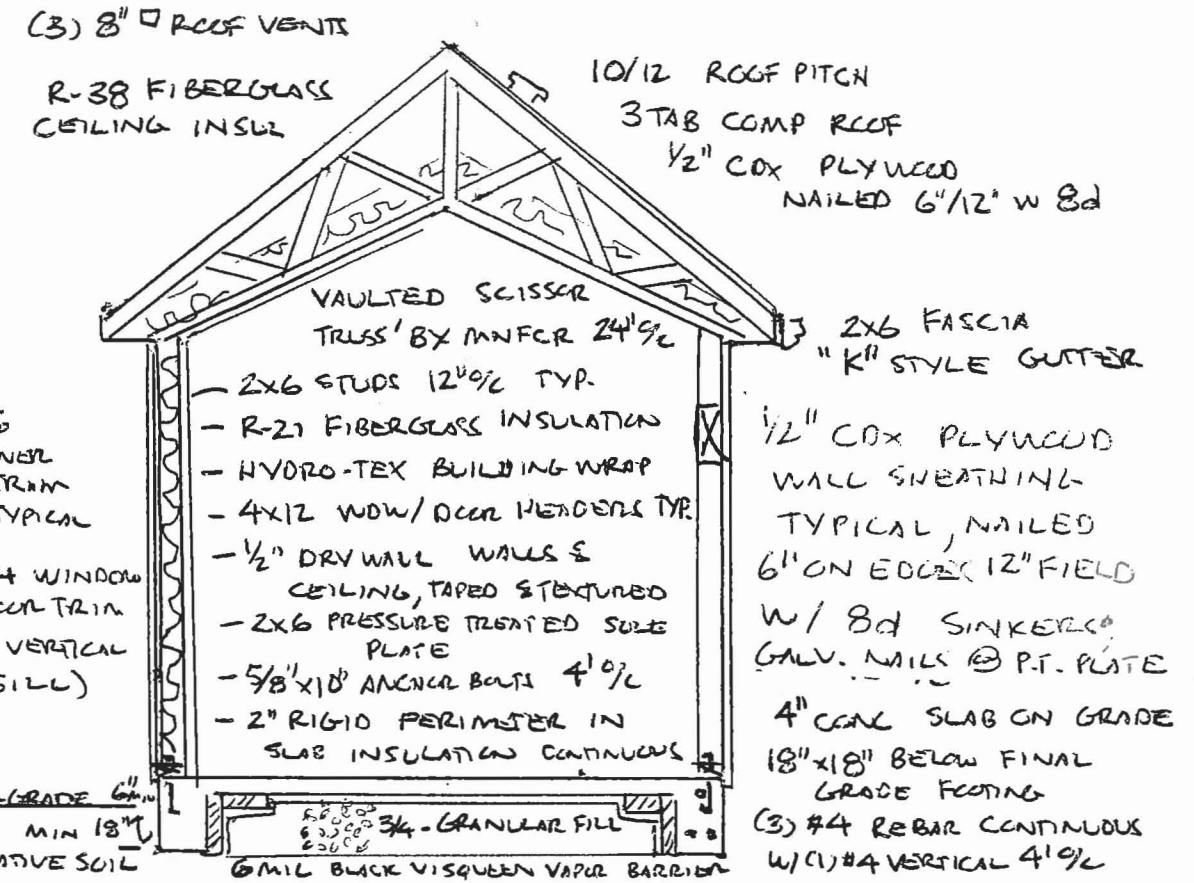 (3) 8" □ ROOF VENTS
R-38 FIBERGLASS
CEILING INSUL
10/12 ROOF PITCH
3 TAB COMP ROOF
1/2" CDX PLYWOOD
NAILED 6"/12" W 8d
VAULTED SCISSOR
TRUSS' BY MNFCR 24' O/C
2x6 FASCIA
"K" STYLE GUTTER
- 2x6 STUDS 12" O/C TYP.
- R-21 FIBERGLASS INSULATION
- HYDRO-TEX BUILDING WRAP
- 4x12 WDW/DOOR HEADERS TYP.
- 1/2" DRYWALL WALLS &
CEILING, TAPED & TEXTURED
- 2x6 PRESSURE TREATED SOLE
PLATE
- 5/8"x10" ANCHOR BOLTS 4' O/C
- 2" RIGID PERIMETER IN
SLAB INSULATION CONTINUOUS
NER
TRIM
TYPICAL
4 WINDOW
OOR TRIM
VERTICAL
SILL)
1/2" CDX PLYWOOD
WALL SHEATHING
TYPICAL, NAILED
6" ON EDGES 12" FIELD
W/ 8d SINKERS
GALV. NAILS @ P.T. PLATE
4" CONC SLAB ON GRADE
18"x18" BELOW FINAL
GRADE FOOTING
(3) #4 REBAR CONTINUOUS
W/(1) #4 VERTICAL 4' O/C
GRADE 6" MIN
MIN 18"
ATIVE SOIL
3/4 - GRANULAR FILL
6 MIL BLACK VISQUEEN VAPOR BARRIER